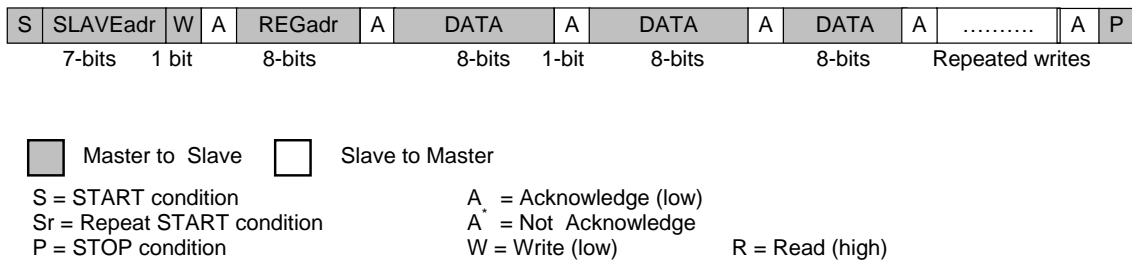 S SLAVEadr W A REGadr A DATA A DATA A DATA A .......... A P
7-bits 1 bit 8-bits 8-bits 1-bit 8-bits 8-bits Repeated writes
Master to Slave Slave to Master
S = START condition A = Acknowledge (low)
Sr = Repeat START condition A* = Not Acknowledge
P = STOP condition W = Write (low) R = Read (high)